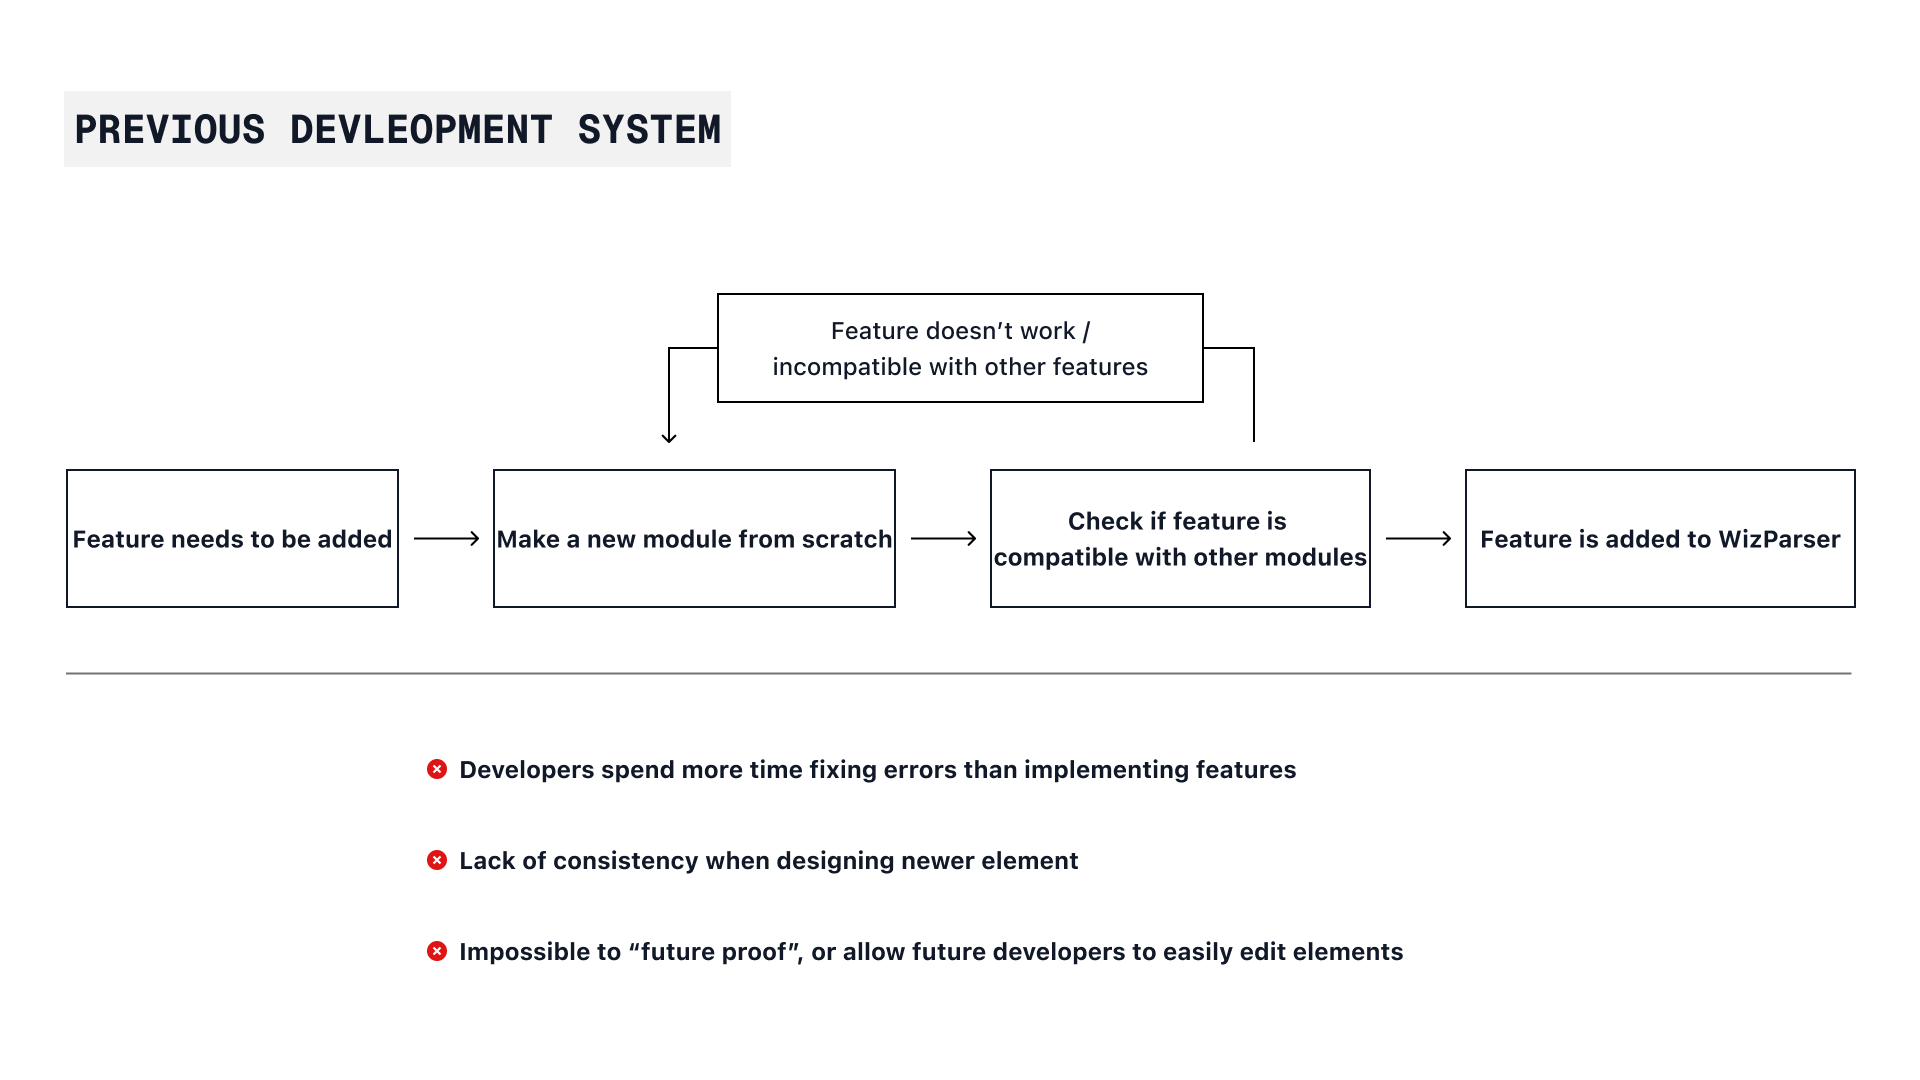 PREVIOUS DEVLEOPMENT SYSTEM
Feature doesn’t work /
incompatible with other features
Feature needs to be added
Make a new module from scratch
Check if feature is
compatible with other modules
Feature is added to WizParser
Developers spend more time fixing errors than implementing features
Lack of consistency when designing newer element
Impossible to “future proof”, or allow future developers to easily edit elements